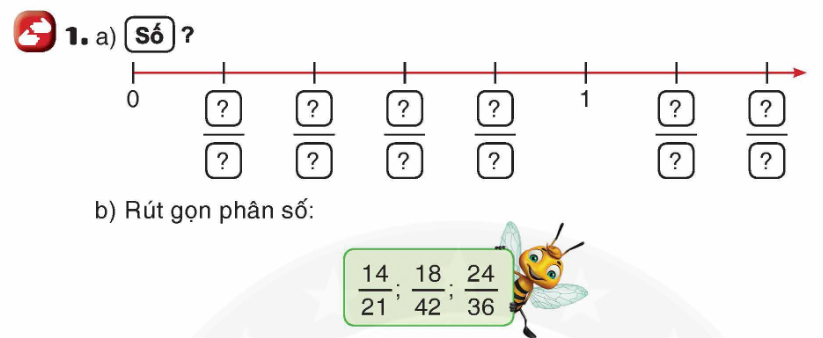 1. a) Số ?
0 1
? ? ? ? ? ?
? ? ? ? ? ?
b) Rút gọn phân số:
14 18 24
; ;
21 42 36